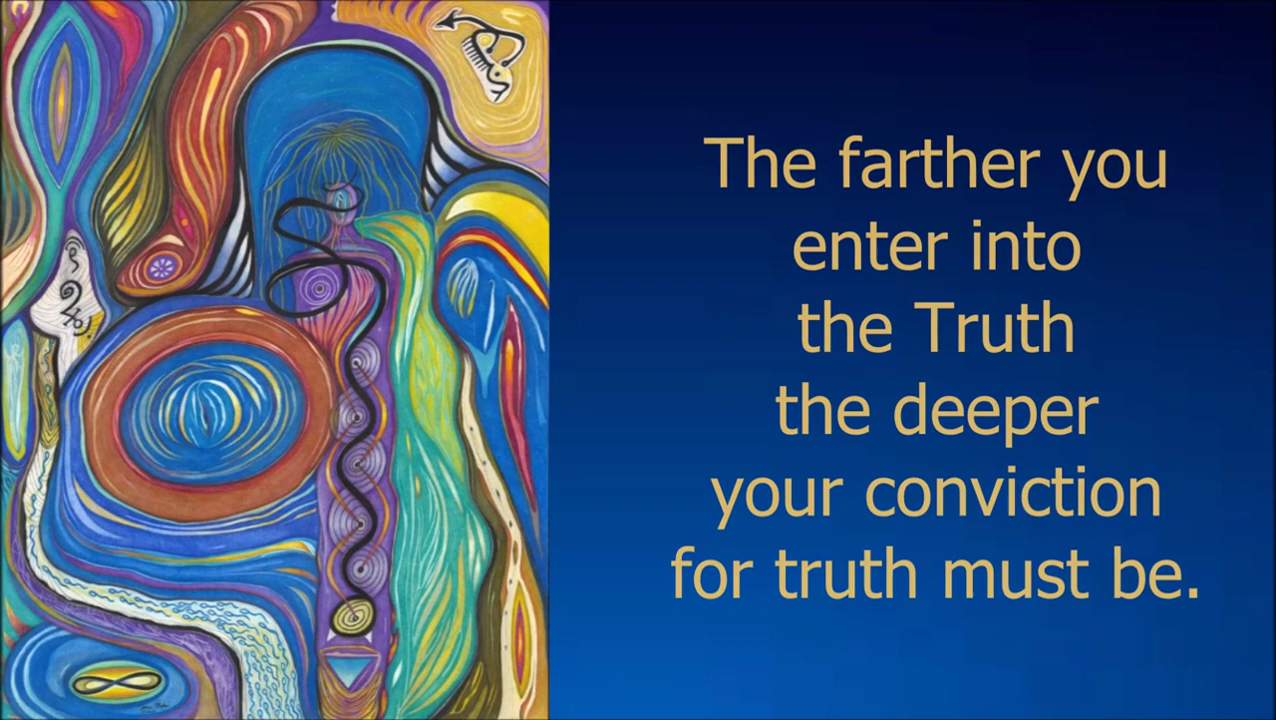 The farther you
enter into
the Truth
the deeper
your conviction
for truth must be.